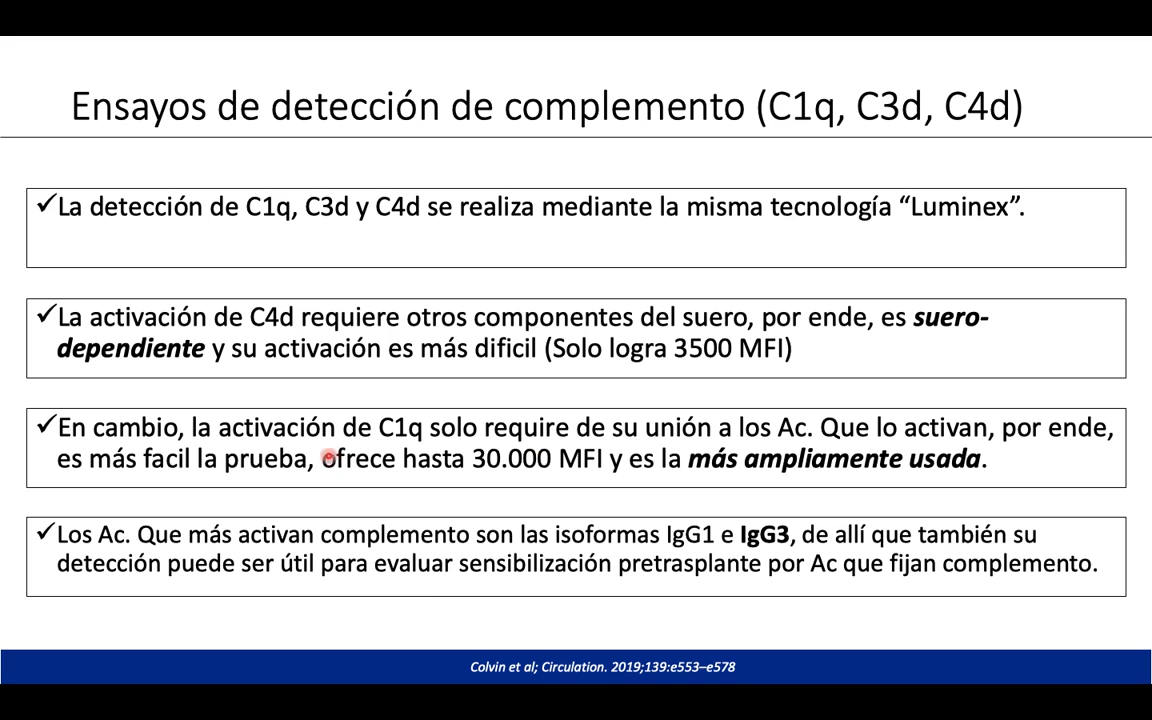 Ensayos de detección de complemento (C1q, C3d, C4d)
✓La detección de C1q, C3d y C4d se realiza mediante la misma tecnología “Luminex”.
✓La activación de C4d requiere otros componentes del suero, por ende, es suero-
dependiente y su activación es más dificil (Solo logra 3500 MFI)
✓En cambio, la activación de C1q solo require de su unión a los Ac. Que lo activan, por ende,
es más facil la prueba, ofrece hasta 30.000 MFI y es la más ampliamente usada.
✓Los Ac. Que más activan complemento son las isoformas IgG1 e IgG3, de allí que también su
detección puede ser útil para evaluar sensibilización pretrasplante por Ac que fijan complemento.
Colvin et al; Circulation. 2019;139:e553–e578